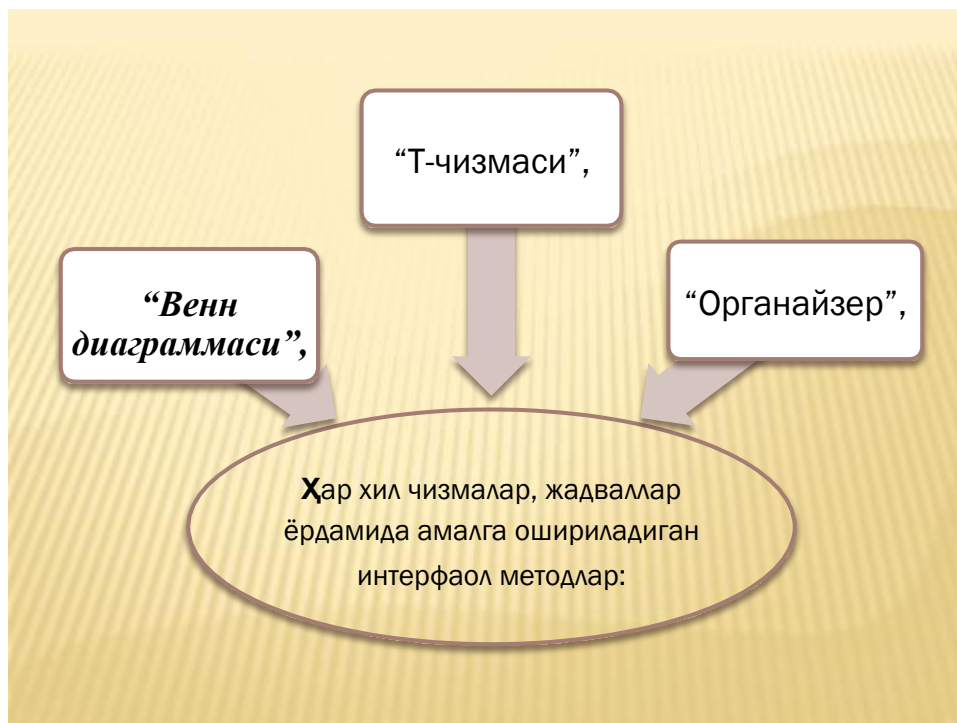 “Т-чизмаси”,
“Венн
диаграммаси”,
“Органайзер”,
Ҳар хил чизмалар, жадваллар
ёрдамида амалга ошириладиган
интерфаол методлар: